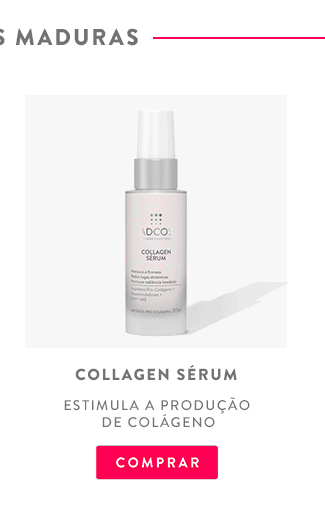 S MADURAS
ADCOS
COLLAGEN
SÉRUM
COLLAGEN SÉRUM
ESTIMULA A PRODUÇÃO
DE COLÁGENO
COMPRAR